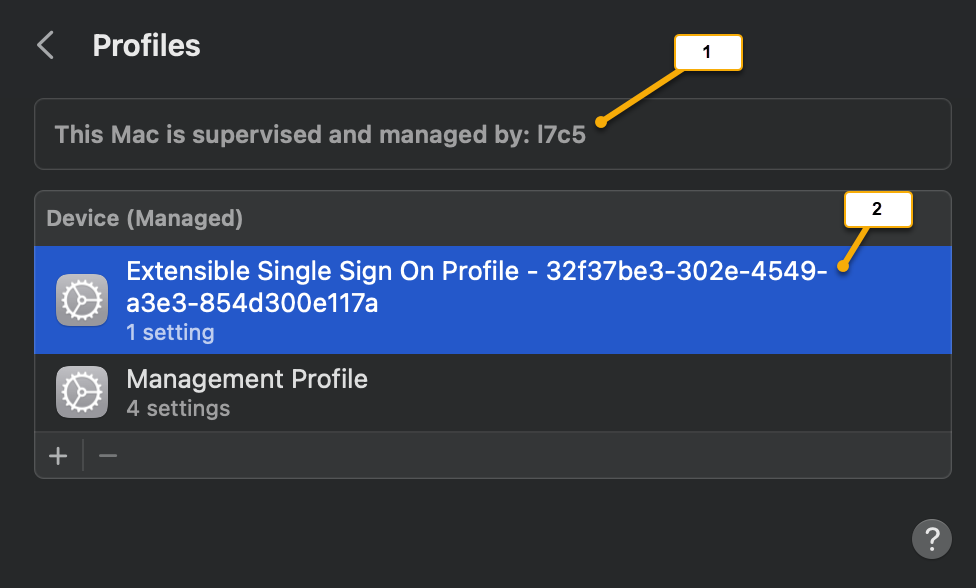 Profiles
1
This Mac is supervised and managed by: l7c5
Device (Managed)
2
Extensible Single Sign On Profile - 32f37be3-302e-4549-
a3e3-854d300e117a
1 setting
Management Profile
4 settings
+
−
?